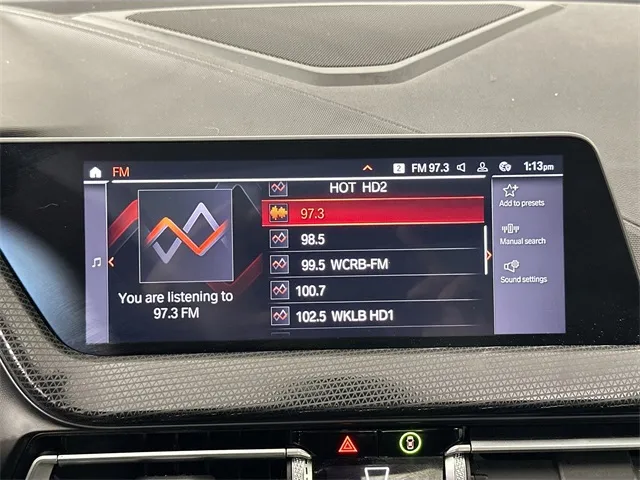 FM
2 FM 97.3 1:13pm
HOT HD2
97.3
98.5
99.5 WCRB-FM
100.7
102.5 WKLB HD1
You are listening to
97.3 FM
Add to presets
Manual search
Sound settings